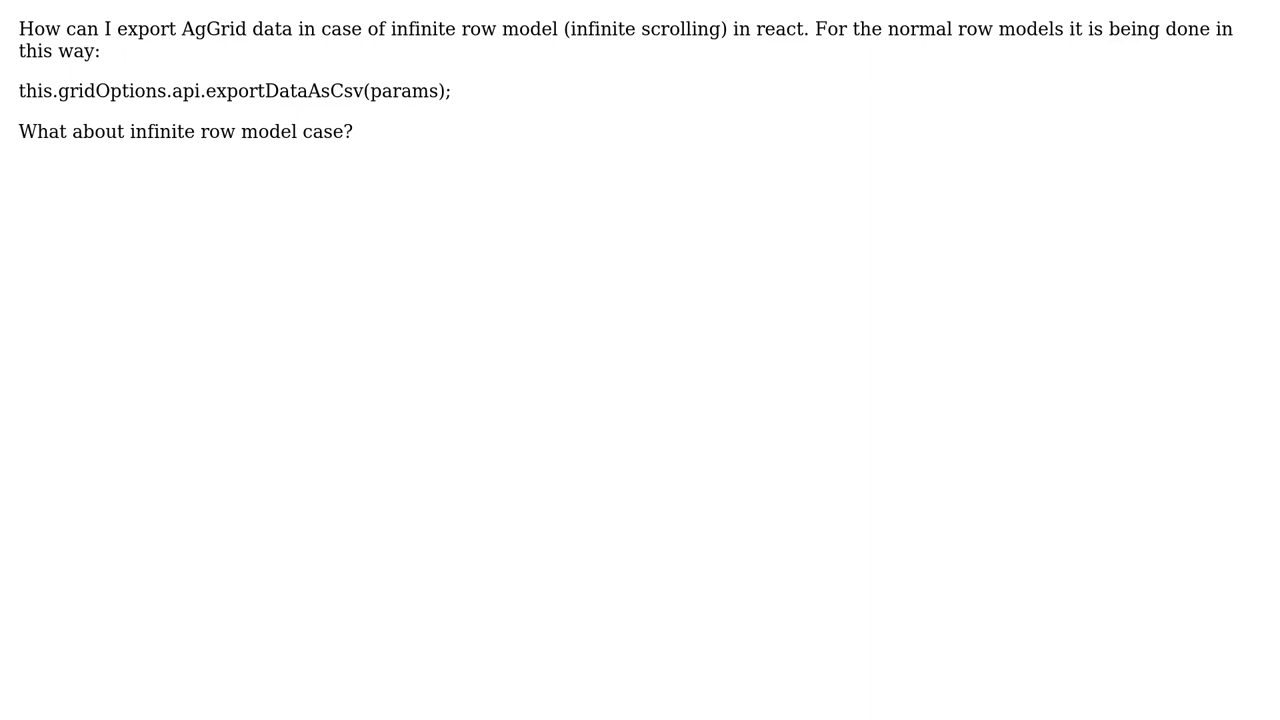 How can I export AgGrid data in case of infinite row model (infinite scrolling) in react. For the normal row models it is being done in
this way:
this.gridOptions.api.exportDataAsCsv(params);
What about infinite row model case?